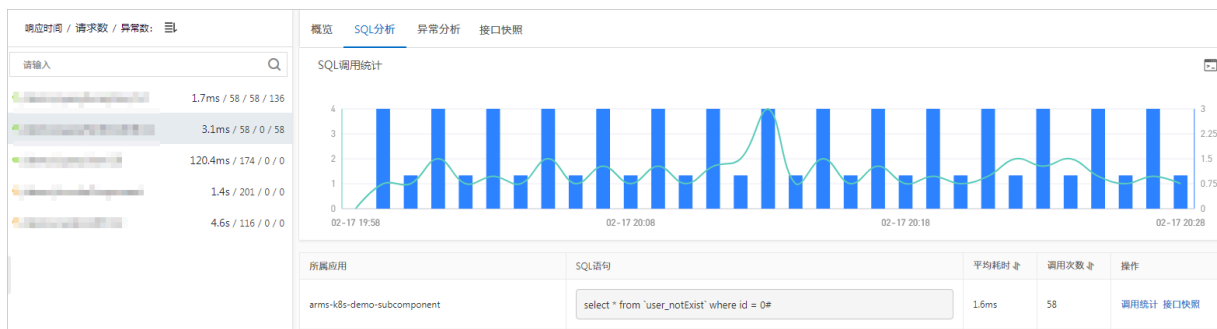 响应时间 / 请求数 / 异常数:
请输入
1.7ms / 58 / 58 / 136
3.1ms / 58 / 0 / 58
120.4ms / 174 / 0 / 0
1.4s / 201 / 0 / 0
4.6s / 116 / 0 / 0
概览 SQL分析 异常分析 接口快照
SQL调用统计
4 3
3 2.25
2 1.5
1 0.75
0 0
02-17 19:58 02-17 20:08 02-17 20:18 02-17 20:28
所属应用 SQL语句 平均耗时 调用次数 操作
arms-k8s-demo-subcomponent select * from `user_notExist` where id = 0# 1.6ms 58 调用统计 接口快照